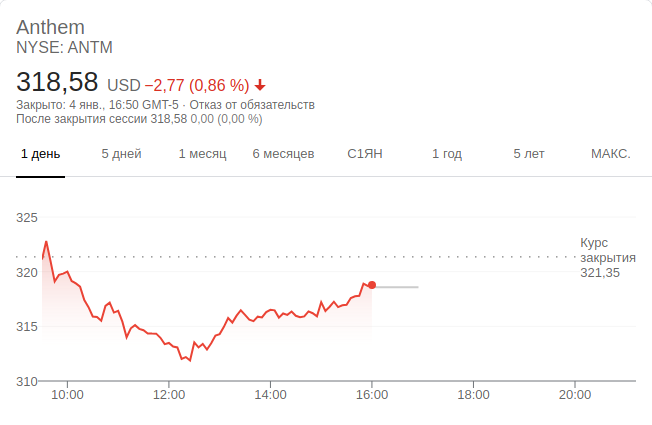 Anthem
NYSE: ANTM
318,58 USD −2,77 (0,86 %)
Закрыто: 4 янв., 16:50 GMT-5 · Отказ от обязательств
После закрытия сессии 318,58 0,00 (0,00 %)
1 день 5 дней 1 месяц 6 месяцев С1ЯН 1 год 5 лет МАКС.
325
Курс
закрытия
321,35
320
315
310
10:00 12:00 14:00 16:00 18:00 20:00